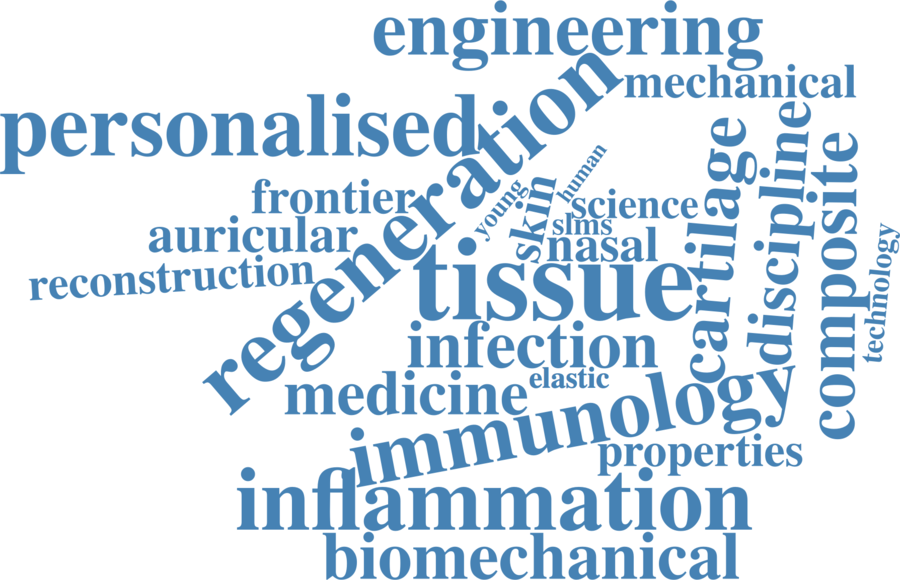 engineering
mechanical
personalised
regeneration
human
young
skin
frontier
science
slms
auricular
nasal
reconstruction
tissue
cartilage
discipline
composite
technology
infection
elastic
medicine
immunology
properties
inflammation
biomechanical